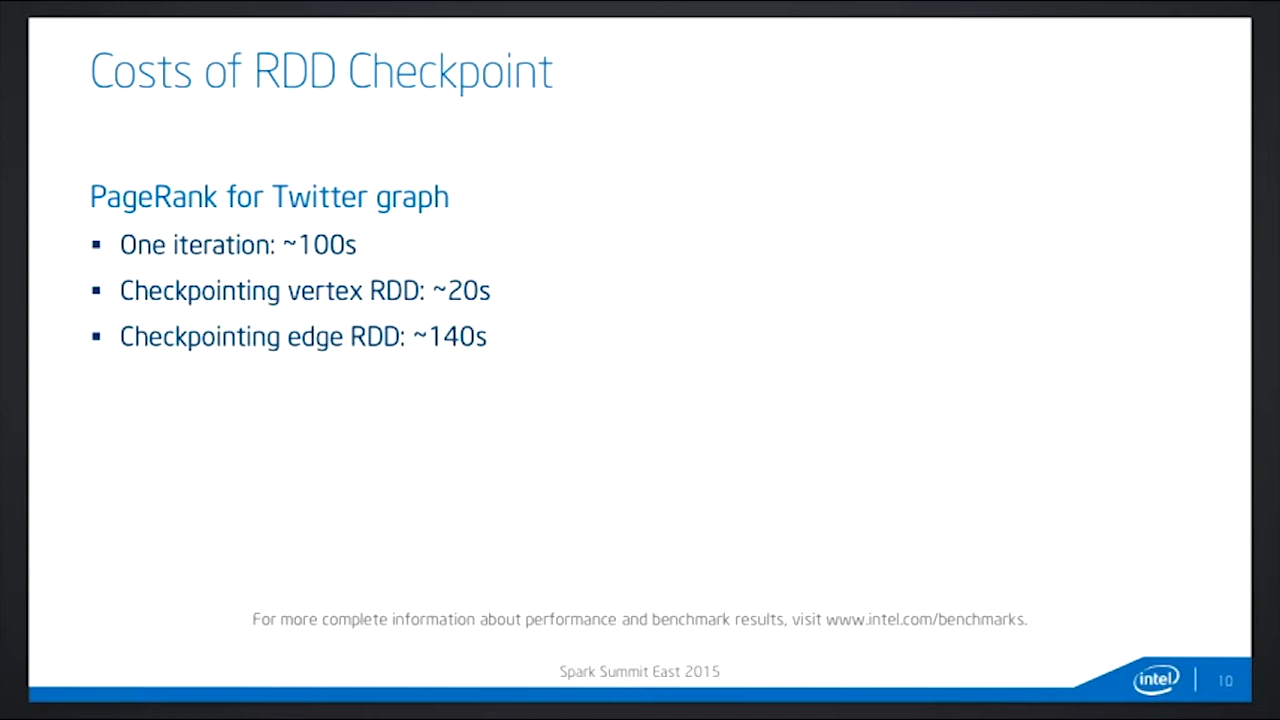 Costs of RDD Checkpoint
PageRank for Twitter graph
▪ One iteration: ~100s
▪ Checkpointing vertex RDD: ~20s
▪ Checkpointing edge RDD: ~140s
For more complete information about performance and benchmark results, visit www.intel.com/benchmarks.
Spark Summit East 2015
intel
10